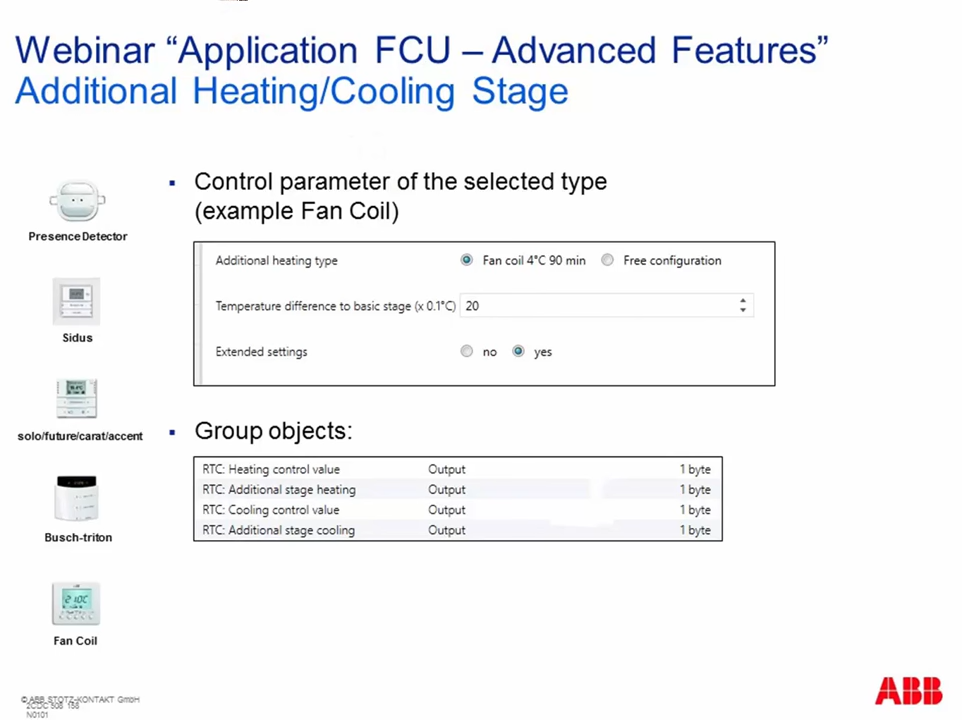 Webinar “Application FCU – Advanced Features”
Additional Heating/Cooling Stage
▪ Control parameter of the selected type
(example Fan Coil)
Additional heating type Fan coil 4°C 90 min Free configuration
Temperature difference to basic stage (x 0.1°C) 20
Extended settings no yes
▪ Group objects:
RTC: Heating control value Output 1 byte
RTC: Additional stage heating Output 1 byte
RTC: Cooling control value Output 1 byte
RTC: Additional stage cooling Output 1 byte
Presence Detector
Sidus
solo/future/carat/accent
Busch-triton
Fan Coil
© ABB STOTZ-KONTAKT GmbH
N0101
ABB